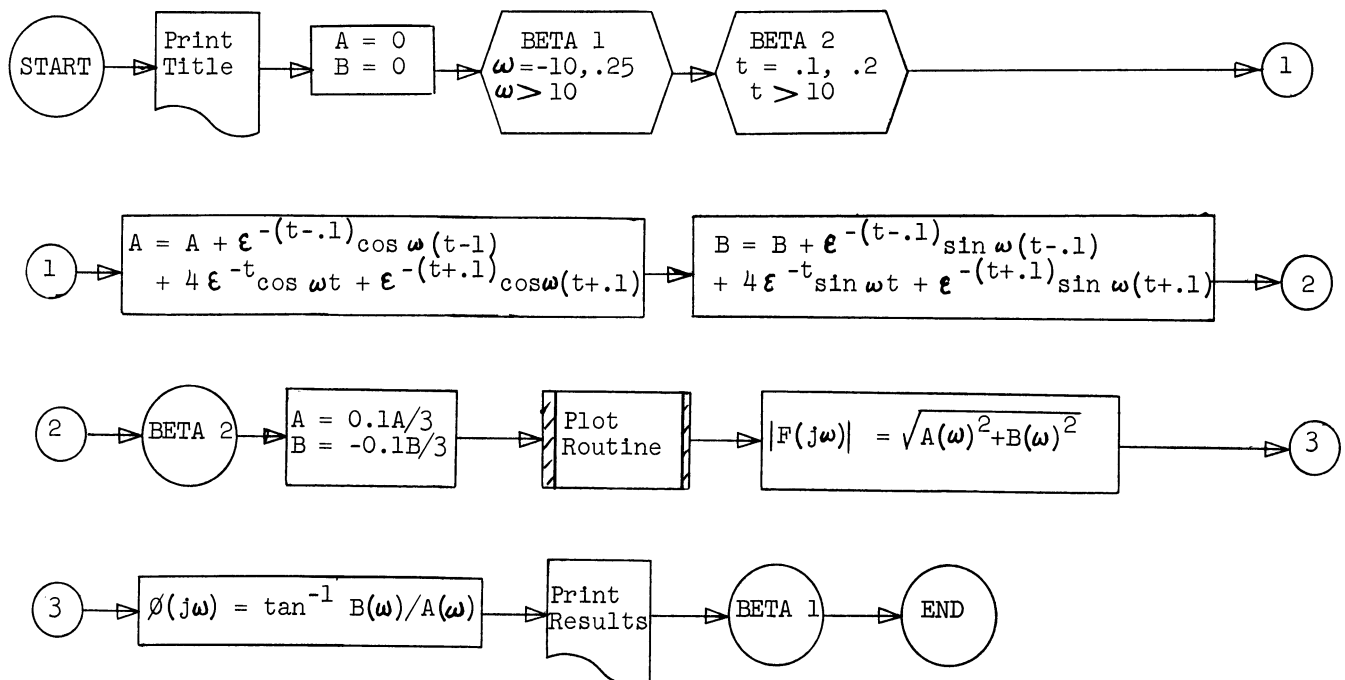 START
Print
Title
A = 0
B = 0
BETA 1
ω=-10,.25
ω> 10
BETA 2
t = .1, .2
t > 10
1
1
A = A + ε^-(t-.1) cos ω(t-1)
+ 4 ε^-t cos ωt + ε^-(t+.1) cosω(t+.1)
B = B + ε^-(t-.1) sin ω(t-.1)
+ 4ε^-t sin ωt + ε^-(t+.1) sin ω(t+.1)
2
2
BETA 2
A = 0.1A/3
B = -0.1B/3
Plot
Routine
|F(jω)| = √A(ω)²+B(ω)²
3
3
Ø(jω) = tan⁻¹ B(ω)/A(ω)
Print
Results
BETA 1
END